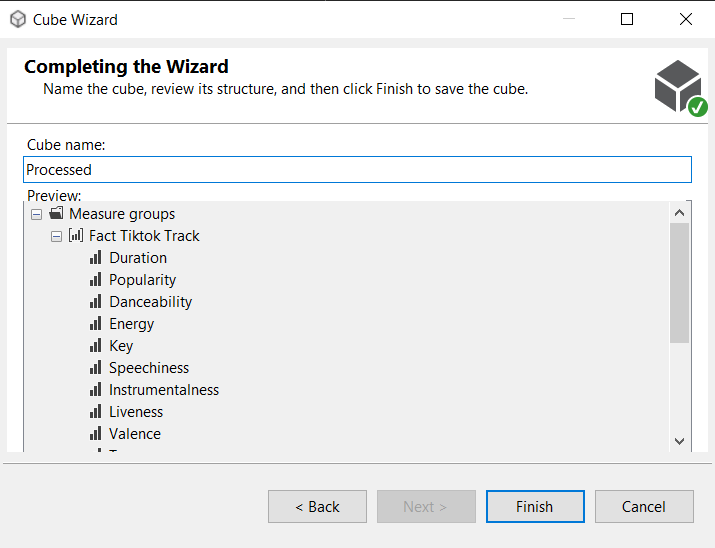 Cube Wizard
Completing the Wizard
Name the cube, review its structure, and then click Finish to save the cube.
Cube name:
Processed
Preview:
Measure groups
Fact Tiktok Track
Duration
Popularity
Danceability
Energy
Key
Speechiness
Instrumentalness
Liveness
Valence
< Back
Next >
Finish
Cancel